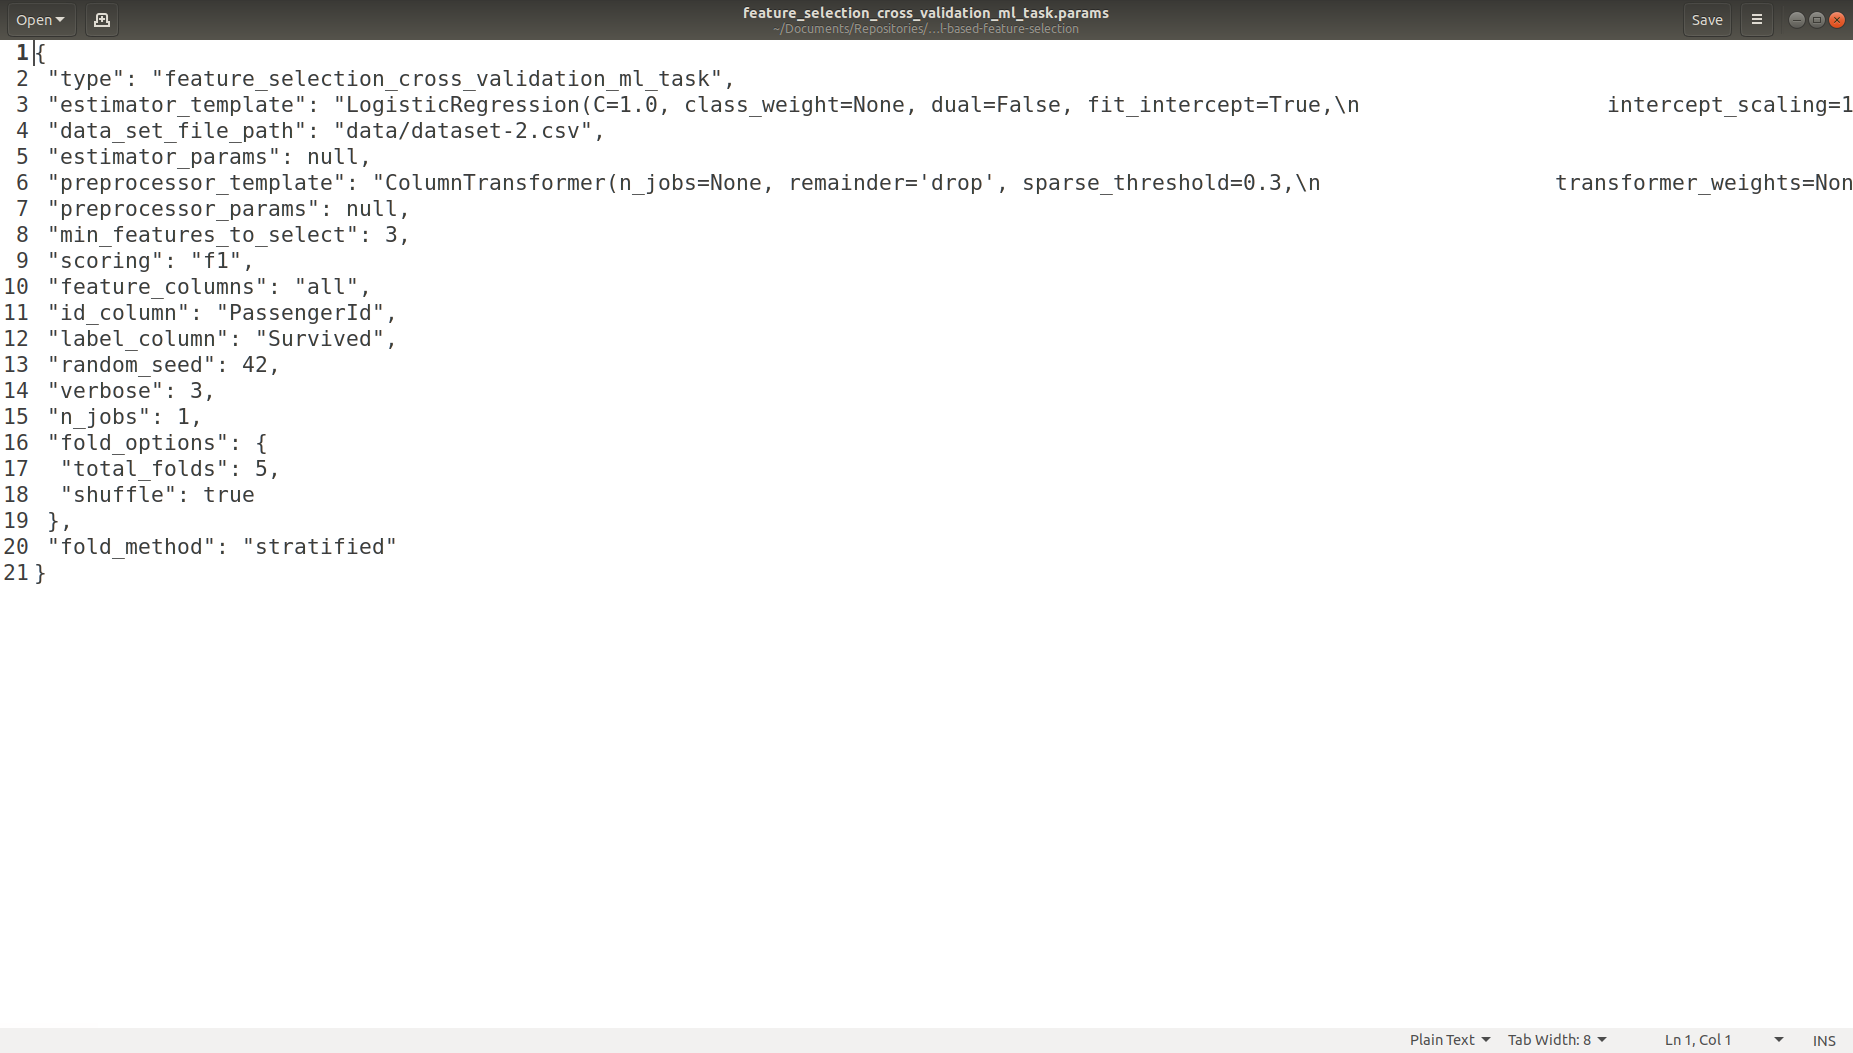 Open
feature_selection_cross_validation_ml_task.params
~/Documents/Repositories/...l-based-feature-selection
Save
1 {
2  "type": "feature_selection_cross_validation_ml_task",
3  "estimator_template": "LogisticRegression(C=1.0, class_weight=None, dual=False, fit_intercept=True,\n                   intercept_scaling=1
4  "data_set_file_path": "data/dataset-2.csv",
5  "estimator_params": null,
6  "preprocessor_template": "ColumnTransformer(n_jobs=None, remainder='drop', sparse_threshold=0.3,\n                  transformer_weights=Non
7  "preprocessor_params": null,
8  "min_features_to_select": 3,
9  "scoring": "f1",
10  "feature_columns": "all",
11  "id_column": "PassengerId",
12  "label_column": "Survived",
13  "random_seed": 42,
14  "verbose": 3,
15  "n_jobs": 1,
16  "fold_options": {
17   "total_folds": 5,
18   "shuffle": true
19  },
20  "fold_method": "stratified"
21 }
Plain Text Tab Width: 8 Ln 1, Col 1 INS